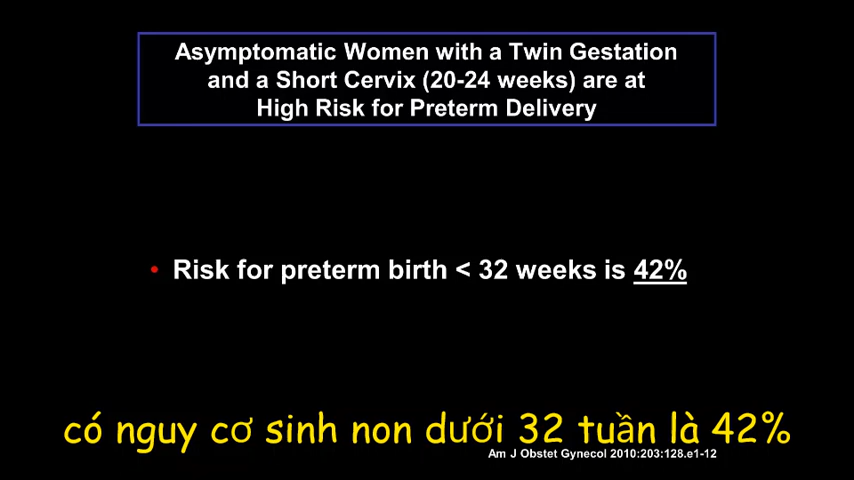 Asymptomatic Women with a Twin Gestation
and a Short Cervix (20-24 weeks) are at
High Risk for Preterm Delivery
• Risk for preterm birth < 32 weeks is 42%
có nguy cơ sinh non dưới 32 tuần là 42%
Am J Obstet Gynecol 2010:203:128.e1-12